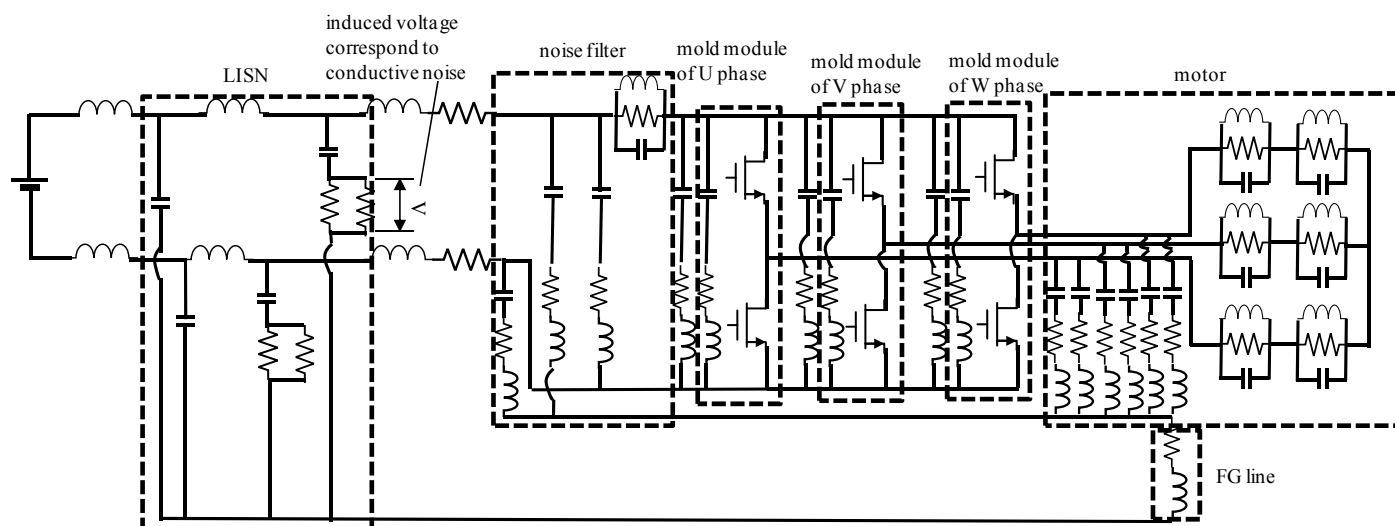 induced voltage
correspond to
conductive noise
LISN
noise filter
mold module
of U phase
mold module
of V phase
mold module
of W phase
motor
V
FG line